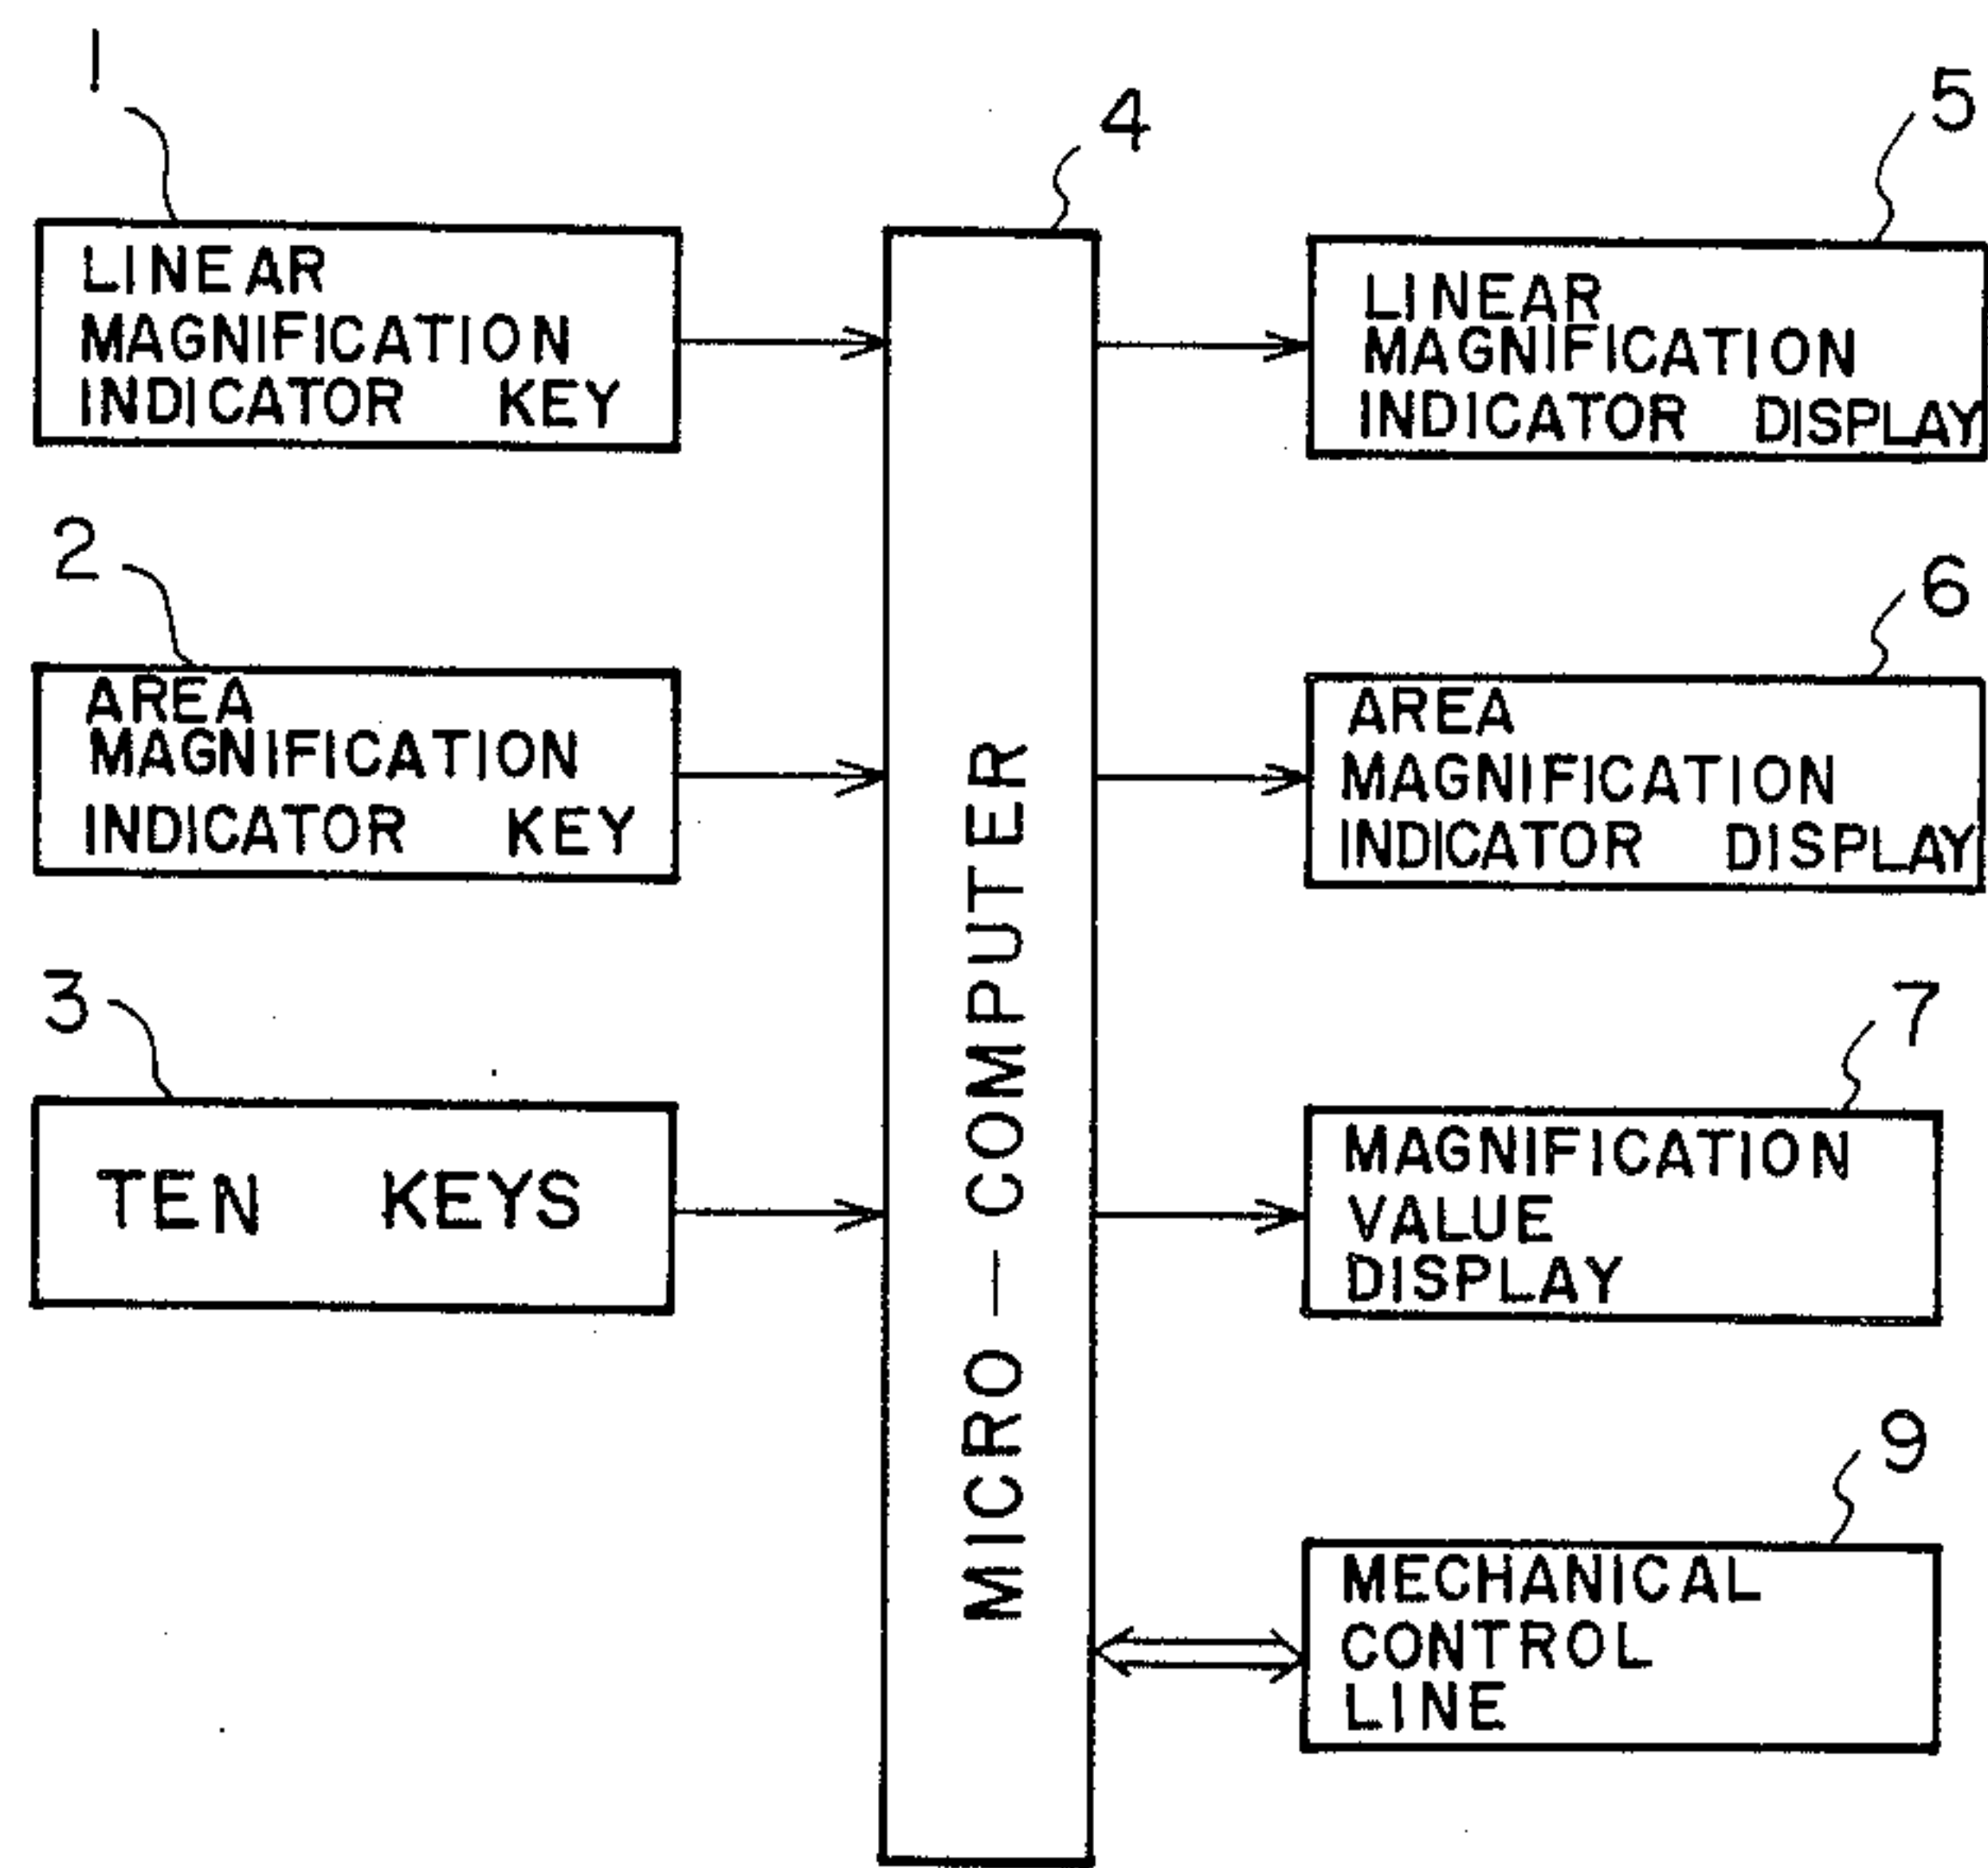 1
LINEAR
MAGNIFICATION
INDICATOR KEY
2
AREA
MAGNIFICATION
INDICATOR KEY
3
TEN KEYS
4
MICRO-COMPUTER
5
LINEAR
MAGNIFICATION
INDICATOR DISPLAY
6
AREA
MAGNIFICATION
INDICATOR DISPLAY
7
MAGNIFICATION
VALUE
DISPLAY
9
MECHANICAL
CONTROL
LINE